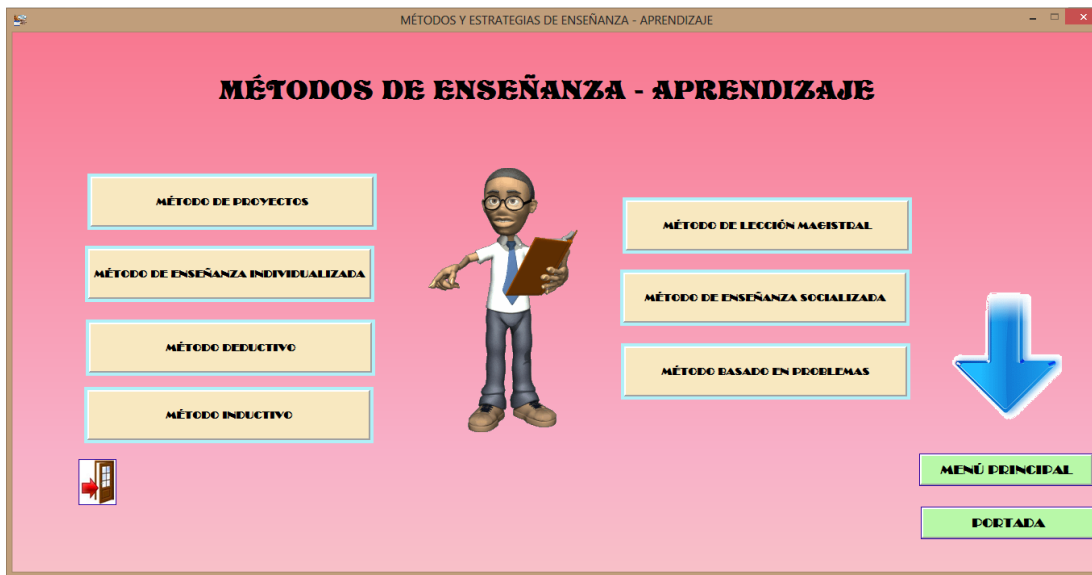 MÉTODOS Y ESTRATEGIAS DE ENSEÑANZA - APRENDIZAJE
MÉTODOS DE ENSEÑANZA - APRENDIZAJE
MÉTODO DE PROYECTOS
MÉTODO DE ENSEÑANZA INDIVIDUALIZADA
MÉTODO DEDUCTIVO
MÉTODO INDUCTIVO
MÉTODO DE LECCIÓN MAGISTRAL
MÉTODO DE ENSEÑANZA SOCIALIZADA
MÉTODO BASADO EN PROBLEMAS
MENÚ PRINCIPAL
PORTADA